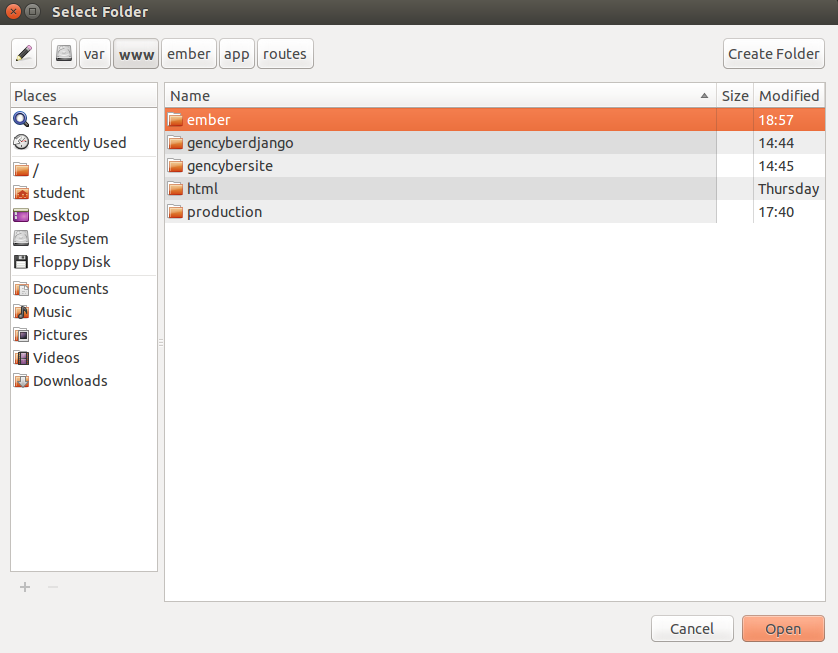 Select Folder
var www ember app routes Create Folder
Places
Search
Recently Used
/
student
Desktop
File System
Floppy Disk
Documents
Music
Pictures
Videos
Downloads
Name Size Modified
ember 18:57
gencyberdjango 14:44
gencybersite 14:45
html Thursday
production 17:40
Cancel Open